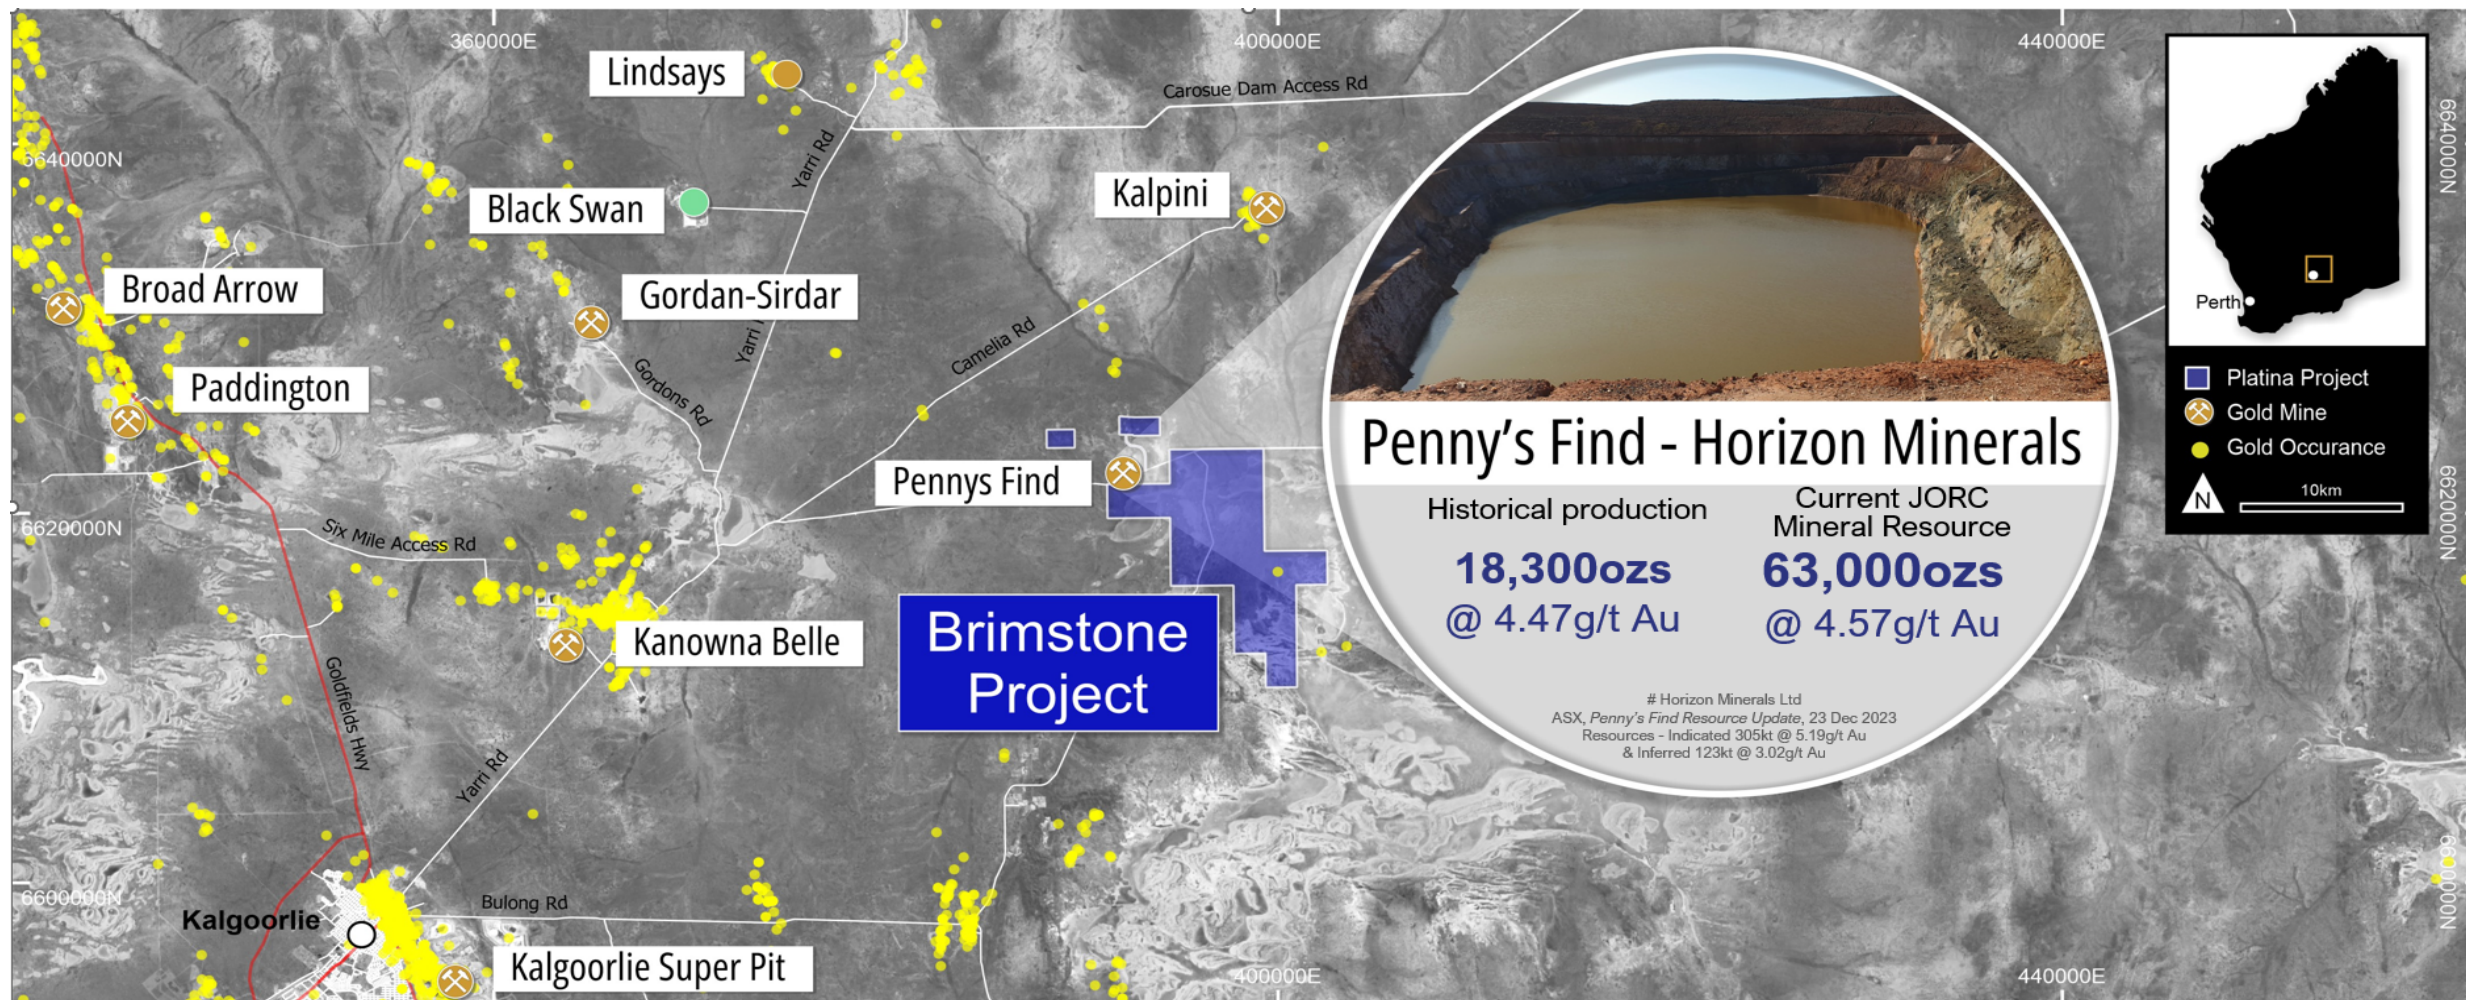 360000E
400000E
440000E
Lindsays
Carosue Dam Access Rd
Yarri Rd
6640000N
6640000N
Black Swan
Kalpini
Broad Arrow
Gordan-Sirdar
Yarri
Camelia Rd
Gordons Rd
Paddington
Pennys Find
6620000N
6620000N
Six Mile Access Rd
Kanowna Belle
Brimstone
Project
Goldfields Hwy
Yarri Rd
6600000N
6600000N
Kalgoorlie
Bulong Rd
Kalgoorlie Super Pit
400000E
440000E
Penny’s Find - Horizon Minerals
Historical production
18,300ozs
@ 4.47g/t Au
Current JORC
Mineral Resource
63,000ozs
@ 4.57g/t Au
# Horizon Minerals Ltd
ASX, Penny’s Find Resource Update, 23 Dec 2023
Resources - Indicated 305kt @ 5.19g/t Au
& Inferred 123kt @ 3.02g/t Au
Perth
Platina Project
Gold Mine
Gold Occurance
N
10km